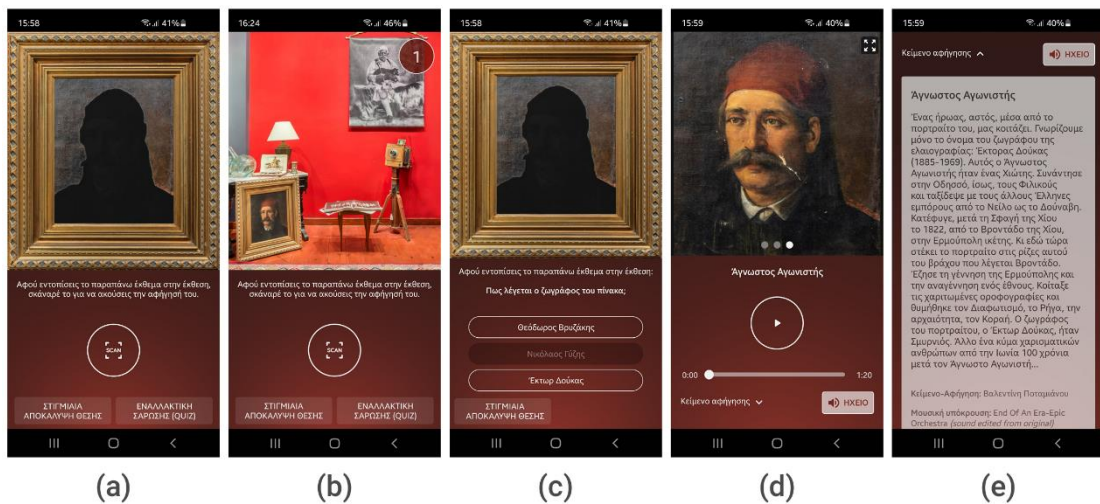 15:58
41%
Αφού εντοπίσεις το παραπάνω έκθεμα στην έκθεση,
σκάναρέ το για να ακούσεις την αφήγησή του.
SCAN
ΣΤΙΓΜΙΑΙΑ
ΑΠΟΚΑΛΥΨΗ ΘΕΣΗΣ
ΕΝΑΛΛΑΚΤΙΚΗ
ΣΑΡΩΣΗΣ (QUIZ)
(a)
16:24
46%
1
Αφού εντοπίσεις το παραπάνω έκθεμα στην έκθεση,
σκάναρέ το για να ακούσεις την αφήγησή του.
SCAN
ΣΤΙΓΜΙΑΙΑ
ΑΠΟΚΑΛΥΨΗ ΘΕΣΗΣ
ΕΝΑΛΛΑΚΤΙΚΗ
ΣΑΡΩΣΗΣ (QUIZ)
(b)
15:58
41%
Αφού εντοπίσεις το παραπάνω έκθεμα στην έκθεση:
Πως λέγεται ο ζωγράφος του πίνακα;
Θεόδωρος Βρυζάκης
Νικόλαος Γύζης
Έκτωρ Δούκας
ΣΤΙΓΜΙΑΙΑ
ΑΠΟΚΑΛΥΨΗ ΘΕΣΗΣ
(c)
15:59
40%
Άγνωστος Αγωνιστής
0:00
1:20
Κείμενο αφήγησης
ΗΧΕΙΟ
(d)
15:59
40%
Κείμενο αφήγησης
ΗΧΕΙΟ
Άγνωστος Αγωνιστής
Ένας ήρωας, αστός, μέσα από το
πορτραίτο του, μας κοιτάζει. Γνωρίζουμε
μόνο το όνομα του ζωγράφου της
ελαιογραφίας: Έκτορας Δούκας
(1885-1969). Αυτός ο Άγνωστος
Αγωνιστής ήταν ένας Χιώτης. Συνάντησε
στην Οδησσό, ίσως, τους Φιλικούς
και ταξίδεψε με τους άλλους Έλληνες
εμπόρους από το Νείλο ως το Δούναβη.
Κατέφυγε, μετά τη Σφαγή της Χίου
το 1822, από το Βροντάδο της Χίου,
στην Ερμούπολη ικέτης. Κι εδώ τώρα
στέκει το πορτραίτο στις ρίζες αυτού
του βράχου που λέγεται Βροντάδο.
Έζησε τη γέννηση της Ερμούπολης και
την αναγέννηση ενός έθνους. Κοίταξε
τις χαριτωμένες οροφογραφίες και
θυμήθηκε τον Διαφωτισμό, το Ρήγα, την
αρχαιότητα, τον Κοραή. Ο ζωγράφος
του πορτραίτου, ο Έκτωρ Δούκας, ήταν
Σμυρνιός. Άλλο ένα κύμα χαρισματικών
ανθρώπων από την Ιωνία 100 χρόνια
μετά τον Άγνωστο Αγωνιστή...
Κείμενο-Αφήγηση: Βαλεντίνη Ποταμιάνου
Μουσική υπόκρουση: End Of An Era-Epic
Orchestra (sound edited from original)
(e)